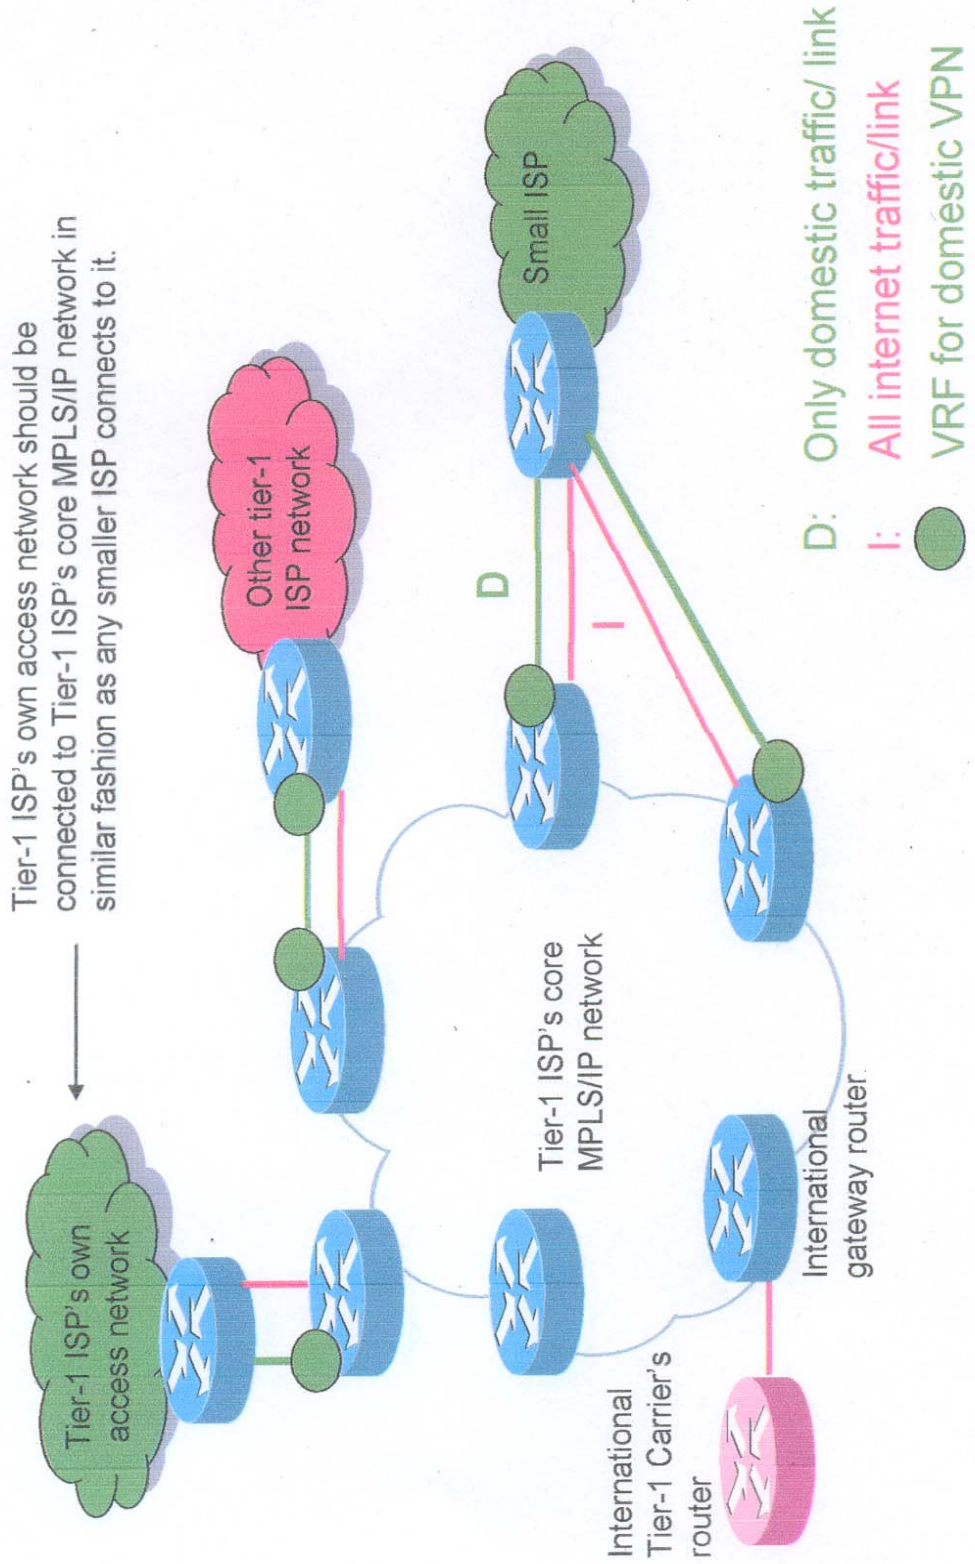 Tier-1 ISP's own access network should be
connected to Tier-1 ISP's core MPLS/IP network in
similar fashion as any smaller ISP connects to it.
Tier-1 ISP's own
access network
Other tier-1
ISP network
Small ISP
D
I
Tier-1 ISP's core
MPLS/IP network
International
Tier-1 Carrier's
router
International
gateway router
D: Only domestic traffic/ link
I: All internet traffic/link
VRF for domestic VPN